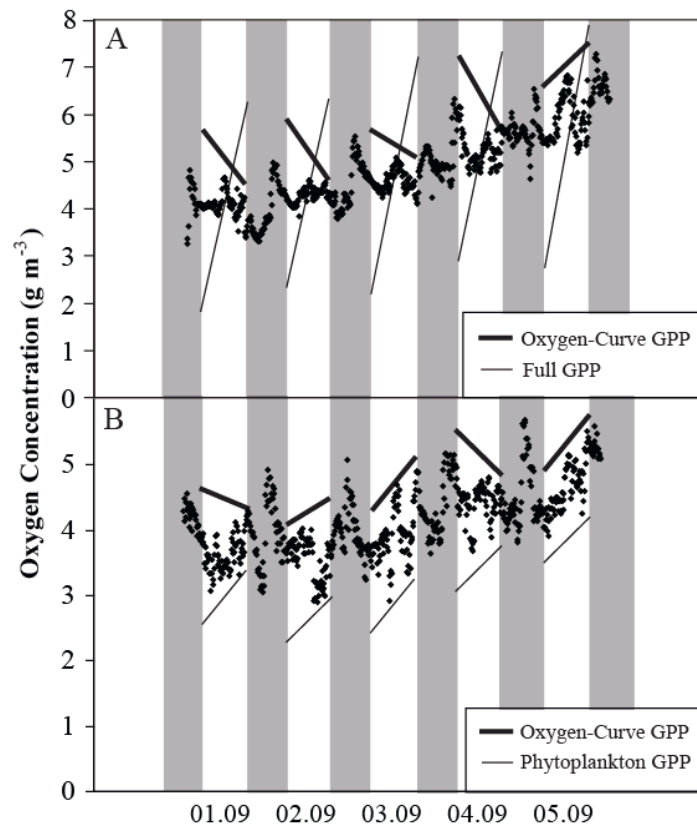 A
8
7
6
5
4
3
2
1
0
Oxygen-Curve GPP
Full GPP
Oxygen Concentration (g m⁻³)
B
5
4
3
2
1
0
Oxygen-Curve GPP
Phytoplankton GPP
01.09 02.09 03.09 04.09 05.09